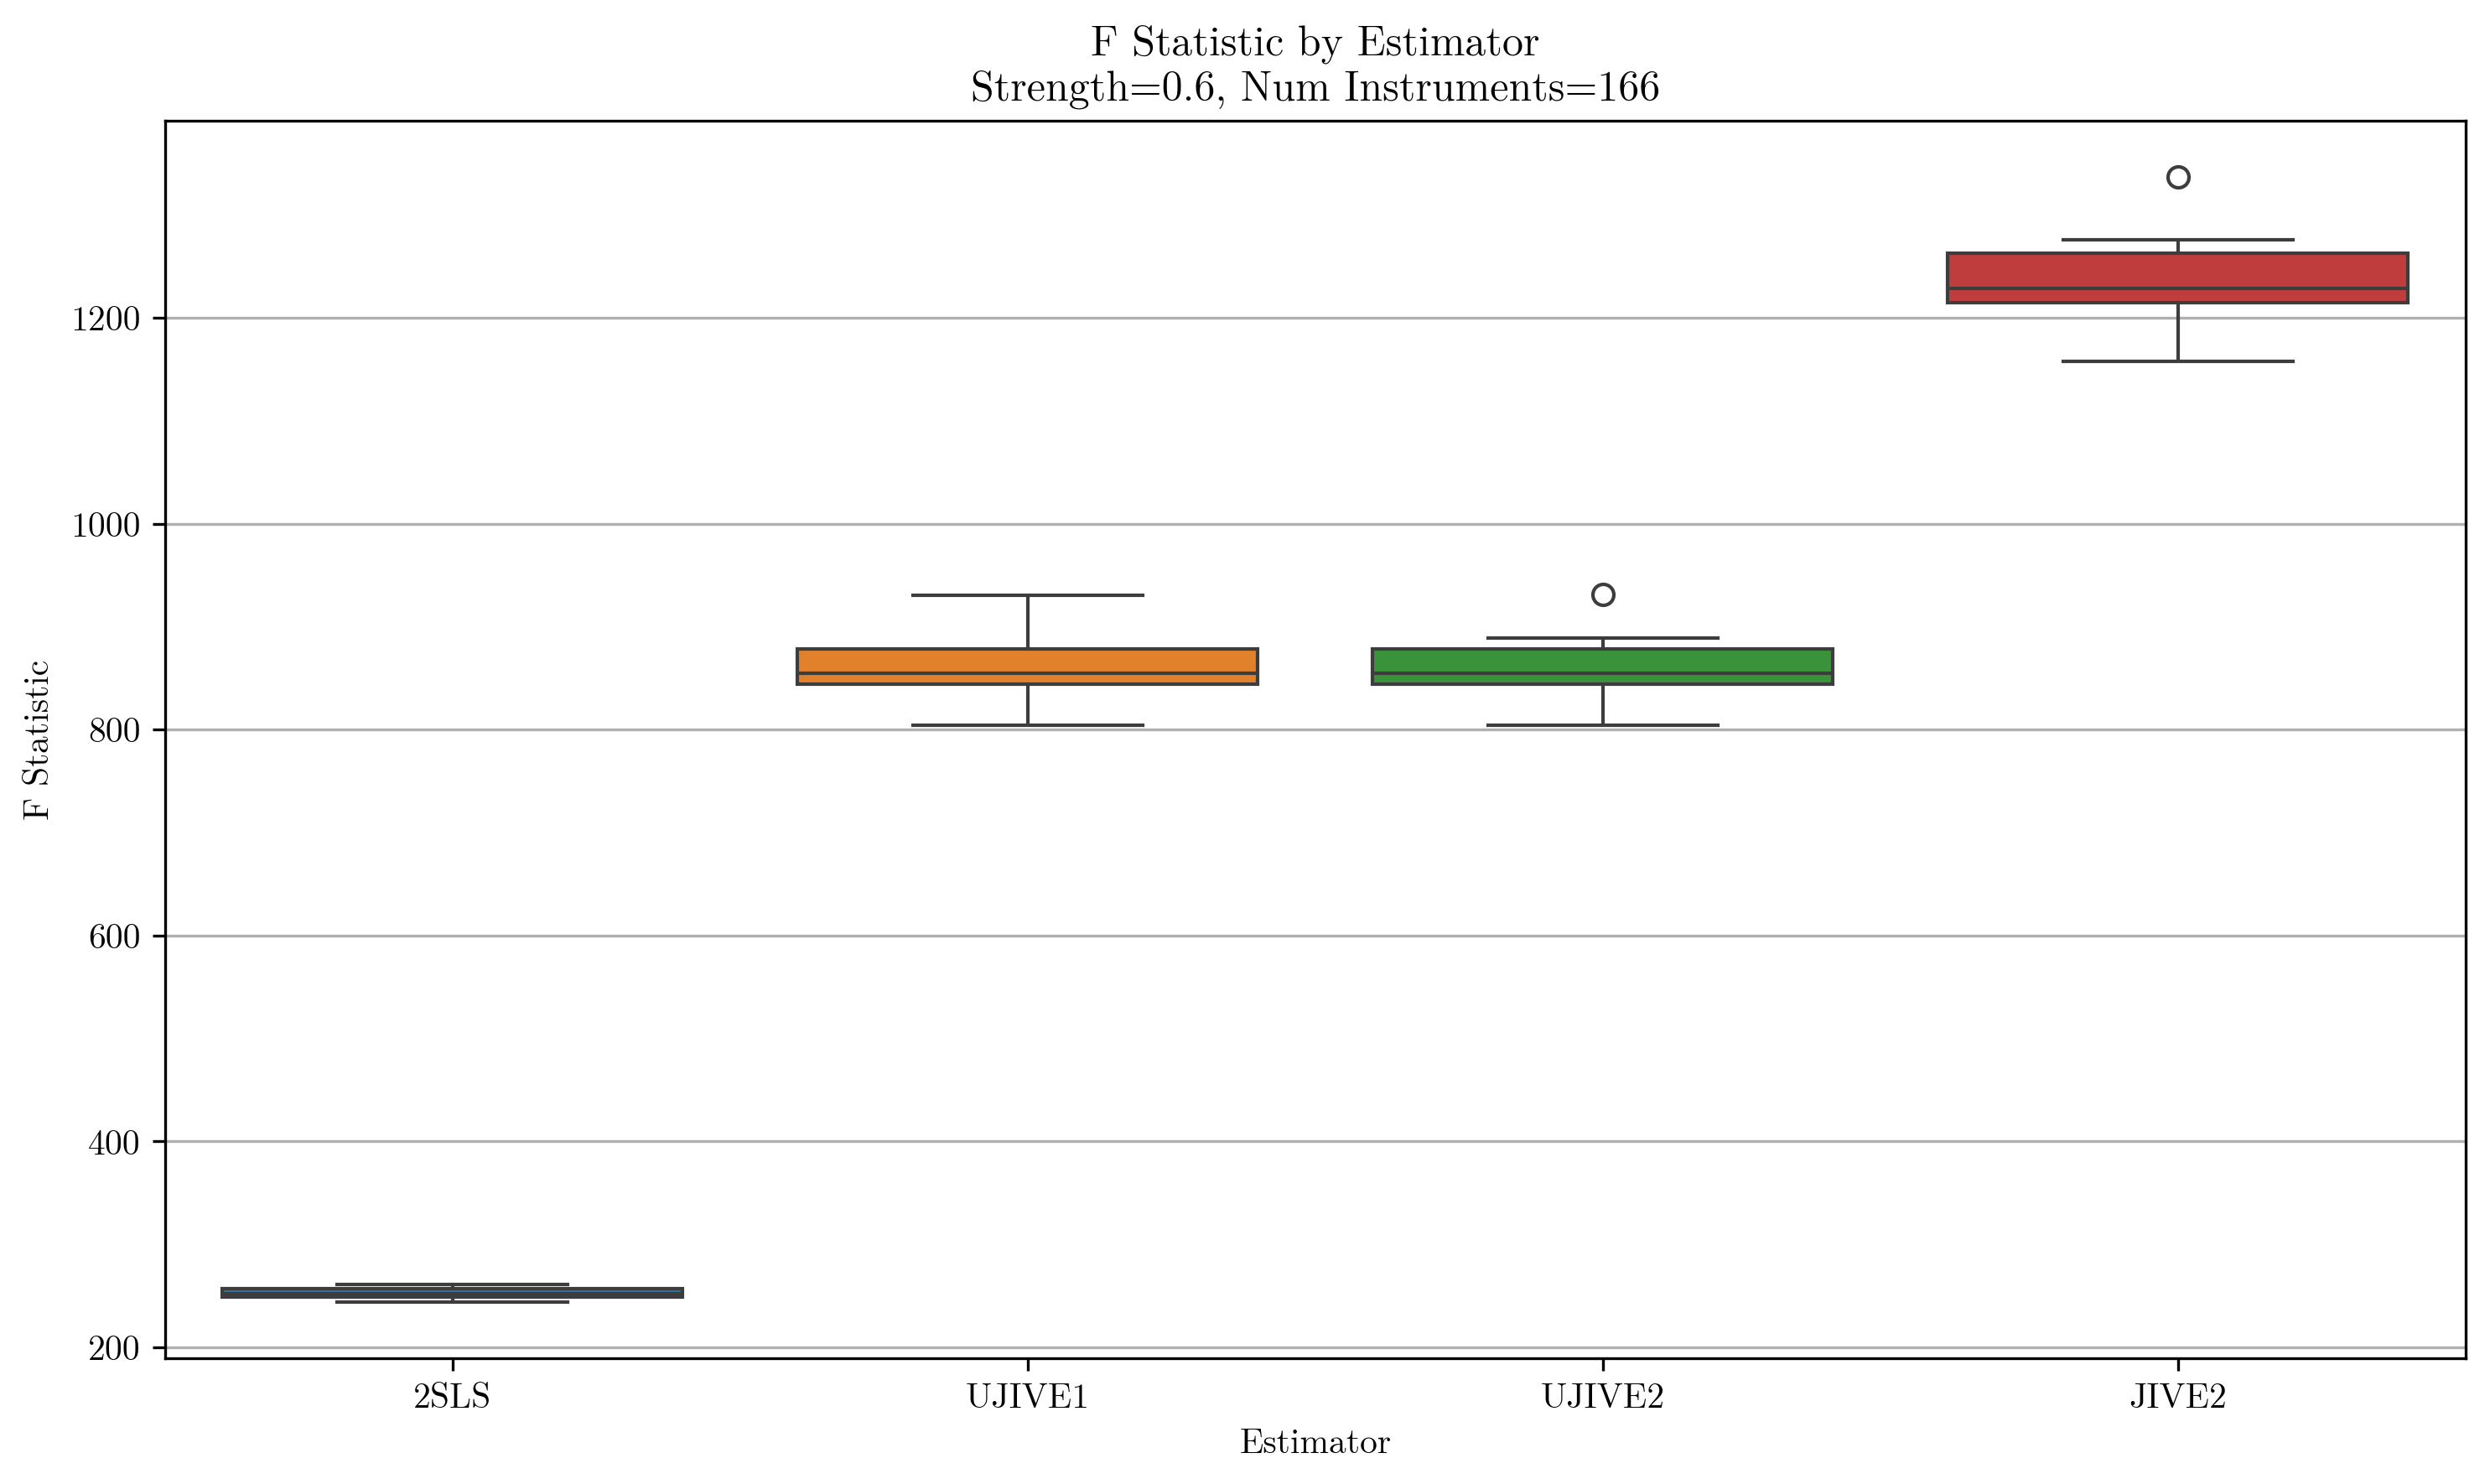 F Statistic by Estimator
Strength=0.6, Num Instruments=166
F Statistic
1200
1000
800
600
400
200
2SLS
UJIVE1
UJIVE2
JIVE2
Estimator